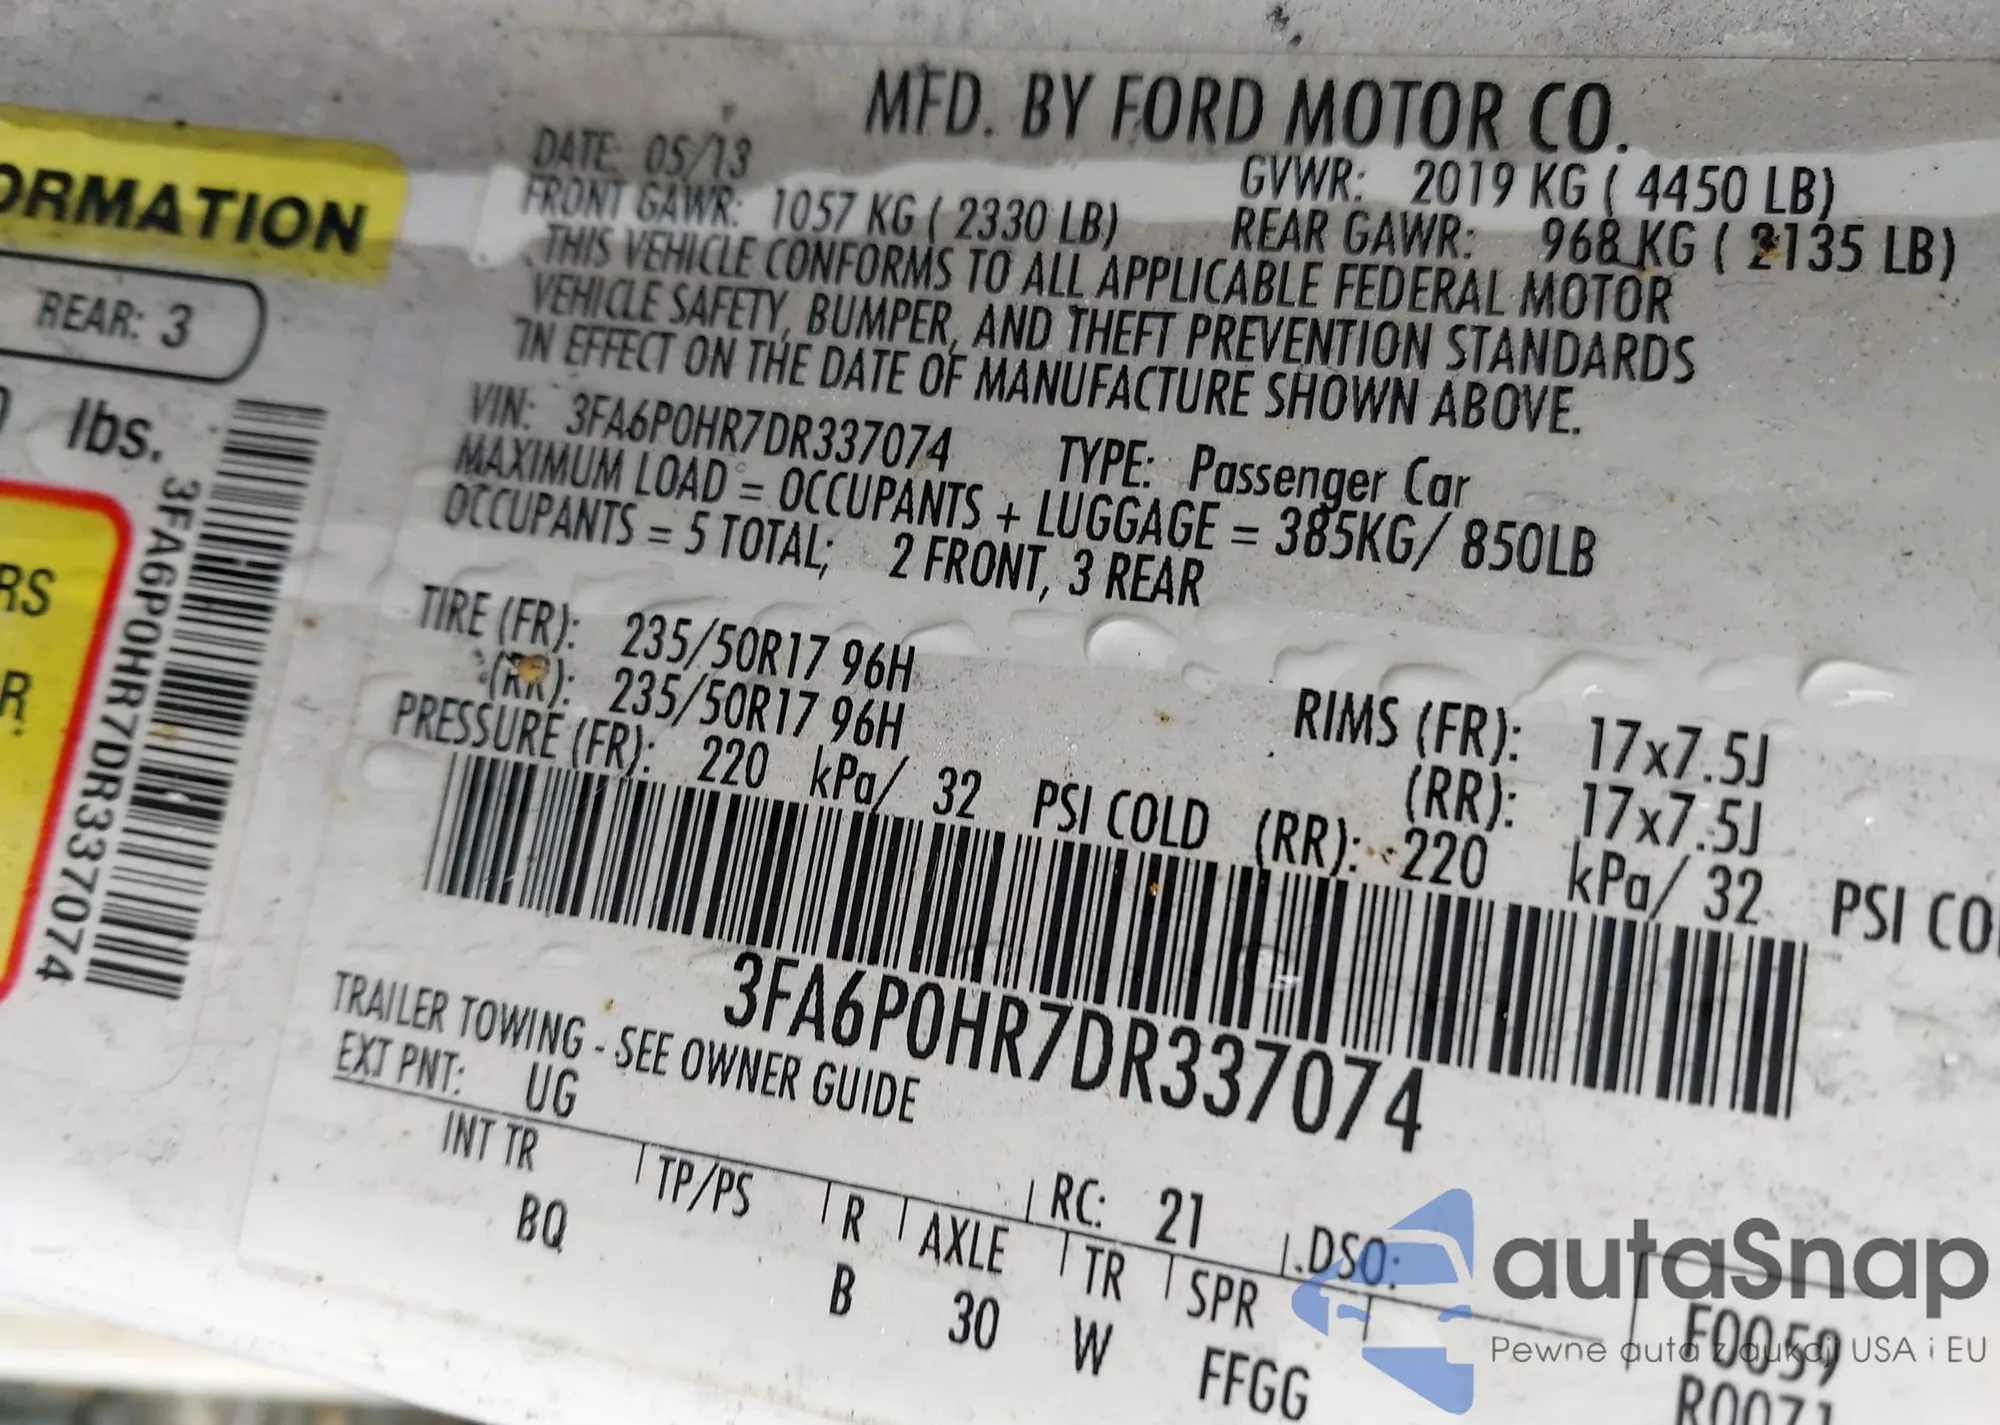 ORMATION
REAR: 3
lbs.
3FA6P0HR7DR337074
RS
R
MFD. BY FORD MOTOR CO.
DATE: 05/13 GVWR: 2019 KG ( 4450 LB)
FRONT GAWR: 1057 KG ( 2330 LB) REAR GAWR: 968 KG ( 2135 LB)
THIS VEHICLE CONFORMS TO ALL APPLICABLE FEDERAL MOTOR
VEHICLE SAFETY, BUMPER, AND THEFT PREVENTION STANDARDS
IN EFFECT ON THE DATE OF MANUFACTURE SHOWN ABOVE.
VIN: 3FA6P0HR7DR337074 TYPE: Passenger Car
MAXIMUM LOAD = OCCUPANTS + LUGGAGE = 385KG/ 850LB
OCCUPANTS = 5 TOTAL; 2 FRONT, 3 REAR
TIRE (FR): 235/50R17 96H RIMS (FR): 17x7.5J
(RR): 235/50R17 96H (RR): 17x7.5J
PRESSURE (FR): 220 kPa/ 32 PSI COLD (RR): 220 kPa/ 32 PSI CO
3FA6P0HR7DR337074
TRAILER TOWING - SEE OWNER GUIDE
EXT PNT: UG RC: 21 DSO:
INT TR TP/PS R AXLE TR SPR F0059
BQ B 30 W FFGG R0071
autaSnap
Pewne auta z aukcji USA i EU